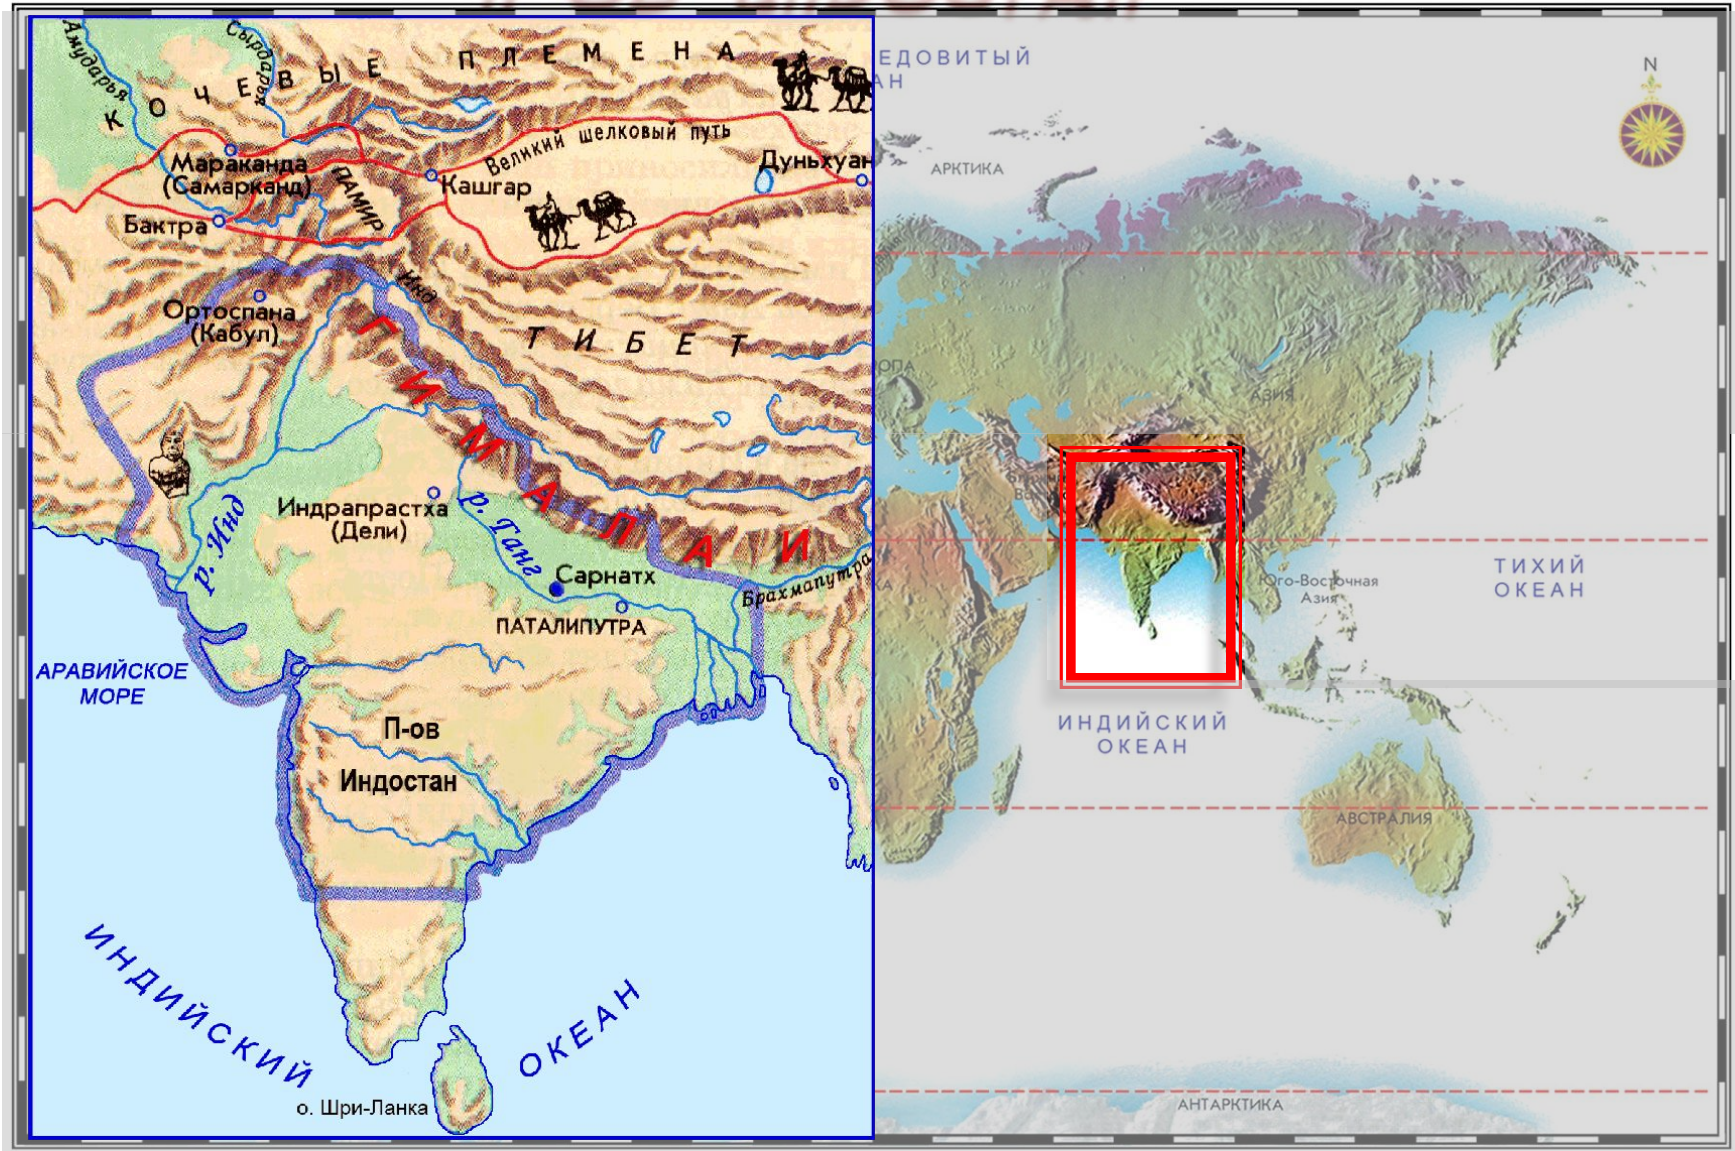 Амударья
Сырдарья
КОЧЕВЫЕ ПЛЕМЕНА
Великий шелковый путь
Мараканда
(Самарканд)
ПАМИР
Кашгар
Дуньхуан
Бактра
Инд
Ортоспана
(Кабул)
ТИБЕТ
ГИМАЛАИ
Индрапрастха
(Дели)
р. Инд
р. Ганг
Сарнатх
Брахмапутра
ПАТАЛИПУТРА
АРАВИЙСКОЕ
МОРЕ
П-ов
Индостан
ИНДИЙСКИЙ
ОКЕАН
о. Шри-Ланка
ЕДОВИТЫЙ
АН
N
АРКТИКА
ОПА
АЗИЯ
ТИХИЙ
ОКЕАН
Юго-Восточная
Азия
ИНДИЙСКИЙ
ОКЕАН
АВСТРАЛИЯ
АНТАРКТИКА